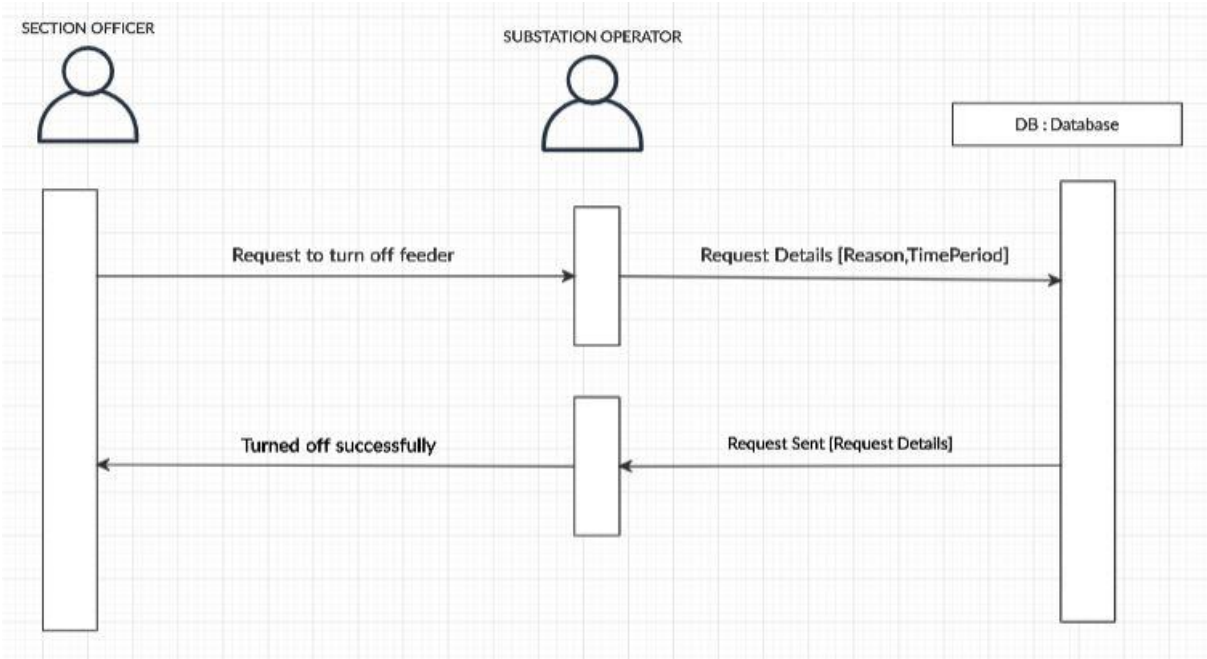 SECTION OFFICER
SUBSTATION OPERATOR
DB : Database
Request to turn off feeder
Request Details [Reason,TimePeriod]
Turned off successfully
Request Sent [Request Details]